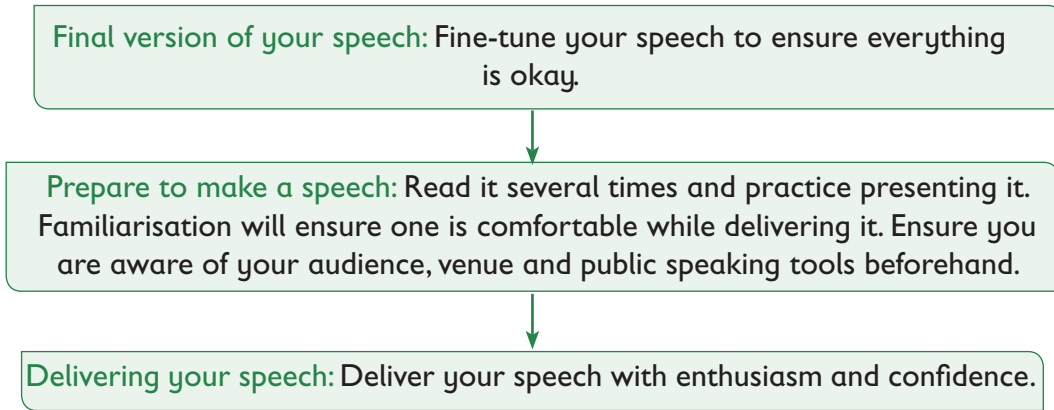 Final version of your speech: Fine-tune your speech to ensure everything
is okay.
Prepare to make a speech: Read it several times and practice presenting it.
Familiarisation will ensure one is comfortable while delivering it. Ensure you
are aware of your audience, venue and public speaking tools beforehand.
Delivering your speech: Deliver your speech with enthusiasm and confidence.